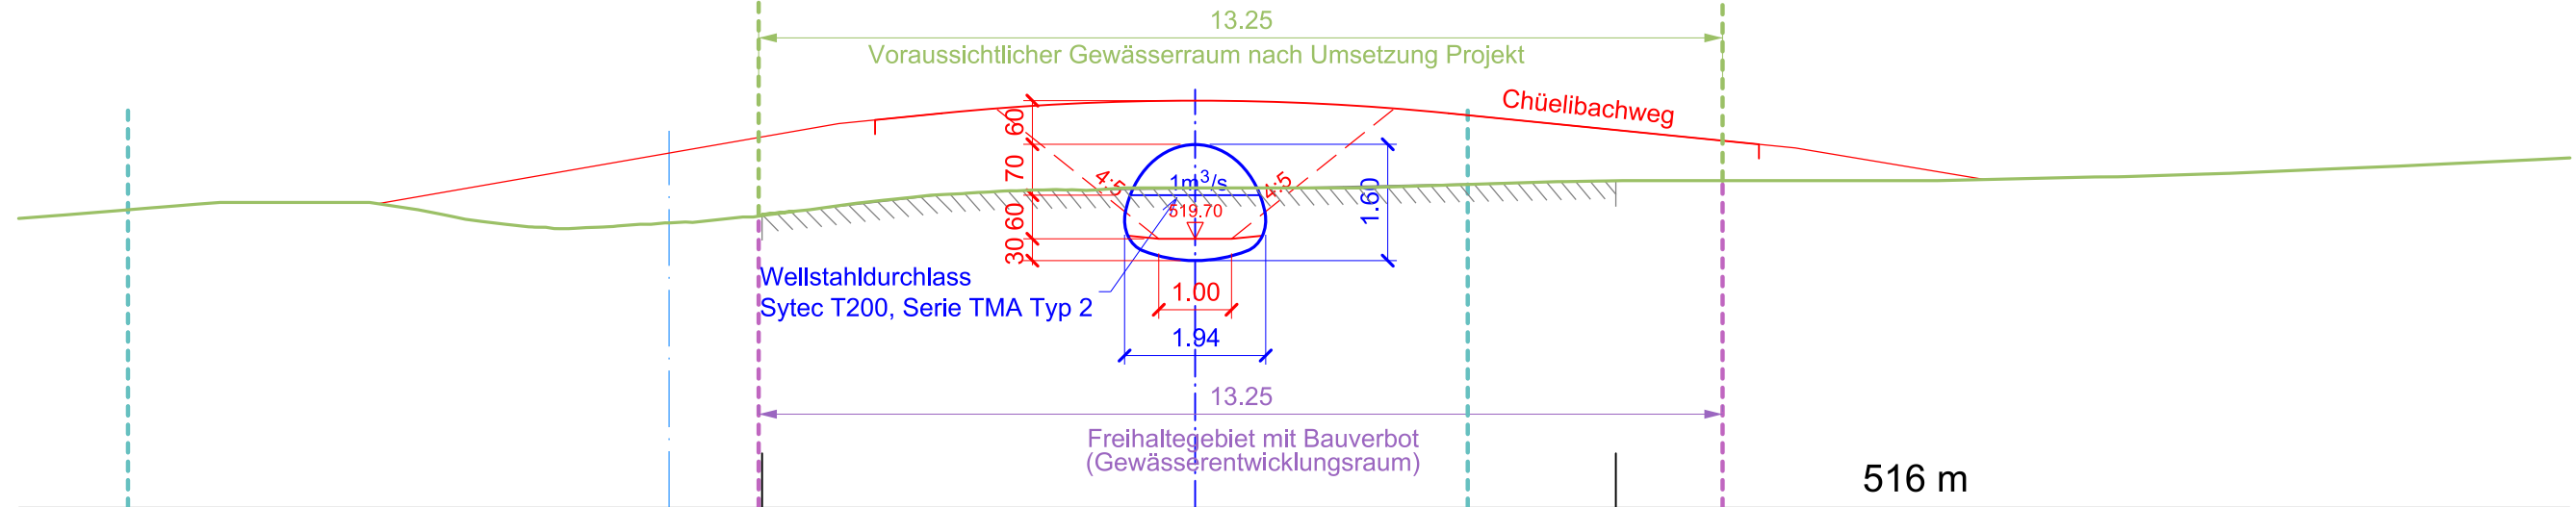 13.25
Voraussichtlicher Gewässerraum nach Umsetzung Projekt
Chüelibachweg
60
70
60
30
4:5
1m³/s
4:5
519.70
1.60
Wellstahldurchlass
Sytec T200, Serie TMA Typ 2
1.00
1.94
13.25
Freihaltegebiet mit Bauverbot
(Gewässerentwicklungsraum)
516 m